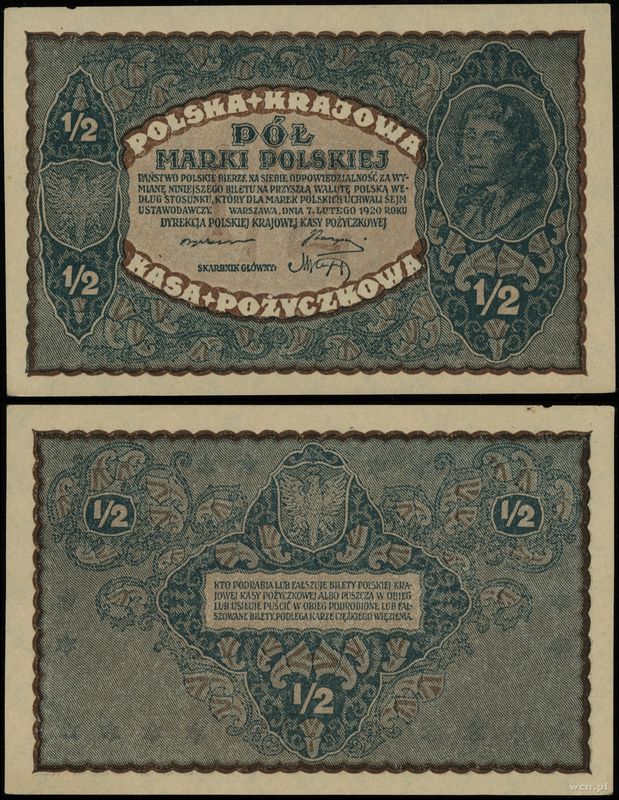 POLSKA+KRAJOWA
1/2
PÓŁ
MARKI POLSKIEJ
PAŃSTWO POLSKIE BIERZE NA SIEBIE ODPOWIEDZIALNOŚĆ ZA WY-
MIANĘ NINIEJSZEGO BILETU NA PRZYSZŁĄ WALUTĘ POLSKĄ WE-
DŁUG STOSUNKU, KTÓRY DLA MAREK POLSKICH UCHWALI SEJM
USTAWODAWCZY. WARSZAWA, DNIA 7. LUTEGO 1920 ROKU
DYREKCJA POLSKIEJ KRAJOWEJ KASY POŻYCZKOWEJ
SKARBNIK GŁÓWNY:
1/2
1/2
KASA+POŻYCZKOWA
1/2
1/2
KTO PODRABIA LUB FAŁSZUJE BILETY POLSKIEJ KRA-
JOWEJ KASY POŻYCZKOWEJ ALBO PUSZCZA W OBIEG
LUB USIŁUJE PUŚCIĆ W OBIEG PODROBIONE LUB FAŁ-
SZOWANE BILETY, PODLEGA KARZE CIĘŻKIEGO WIĘZIENIA.
1/2
wcn.pl